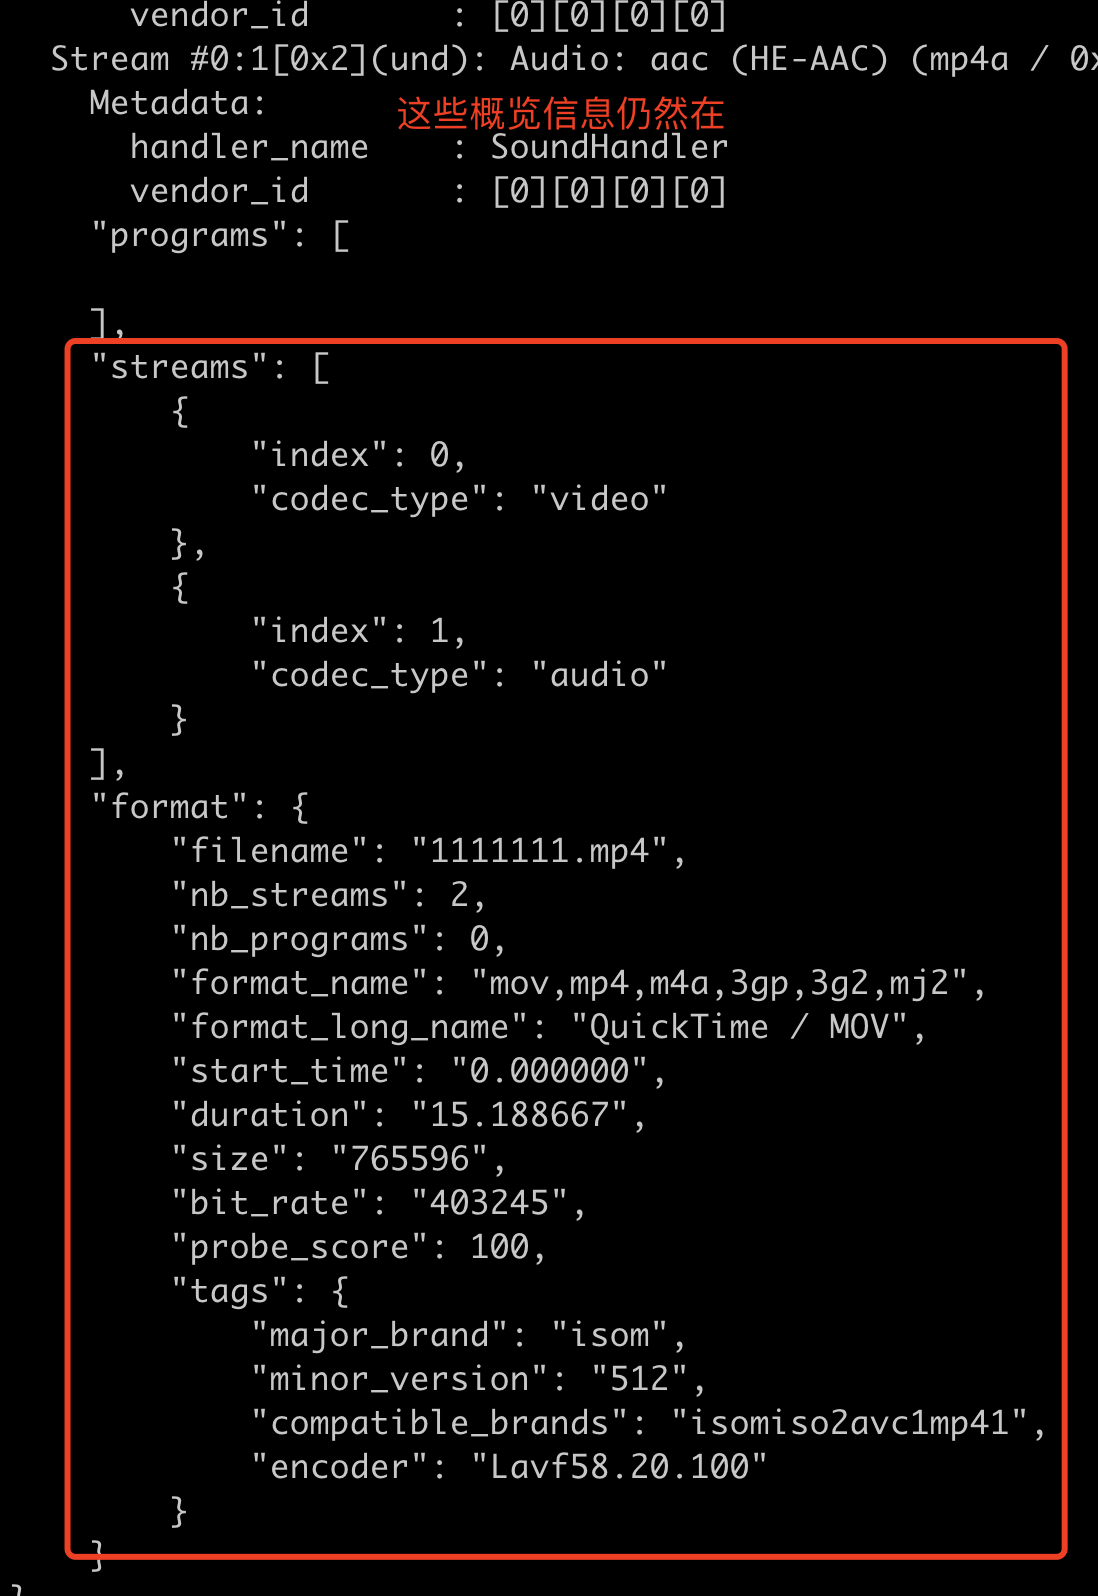 vendor_id       : [0][0][0][0]
Stream #0:1[0x2](und): Audio: aac (HE-AAC) (mp4a / 0x
Metadata:
这些概览信息仍然在
handler_name    : SoundHandler
vendor_id       : [0][0][0][0]
"programs": [
],
"streams": [
{
"index": 0,
"codec_type": "video"
},
{
"index": 1,
"codec_type": "audio"
}
],
"format": {
"filename": "1111111.mp4",
"nb_streams": 2,
"nb_programs": 0,
"format_name": "mov,mp4,m4a,3gp,3g2,mj2",
"format_long_name": "QuickTime / MOV",
"start_time": "0.000000",
"duration": "15.188667",
"size": "765596",
"bit_rate": "403245",
"probe_score": 100,
"tags": {
"major_brand": "isom",
"minor_version": "512",
"compatible_brands": "isomiso2avc1mp41",
"encoder": "Lavf58.20.100"
}
}
}